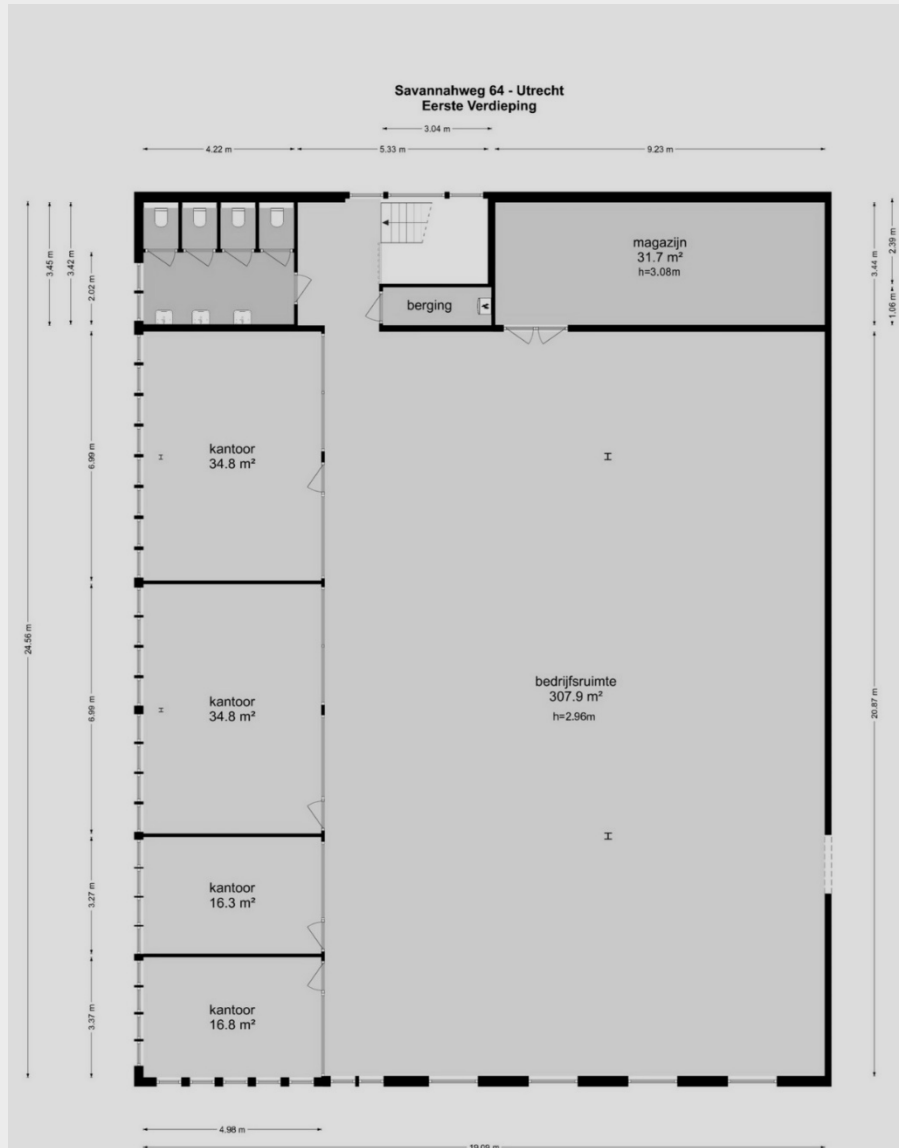 Savannahweg 64 - Utrecht
Eerste Verdieping
3.04 m
4.22 m
5.33 m
9.23 m
3.45 m
3.42 m
2.02 m
3.44 m
2.39 m
1.06 m
magazijn
31.7 m²
h=3.08m
berging
6.99 m
kantoor
34.8 m²
24.56 m
6.99 m
kantoor
34.8 m²
bedrijfsruimte
307.9 m²
h=2.96m
20.87 m
3.27 m
kantoor
16.3 m²
3.37 m
kantoor
16.8 m²
4.98 m
19.09 m